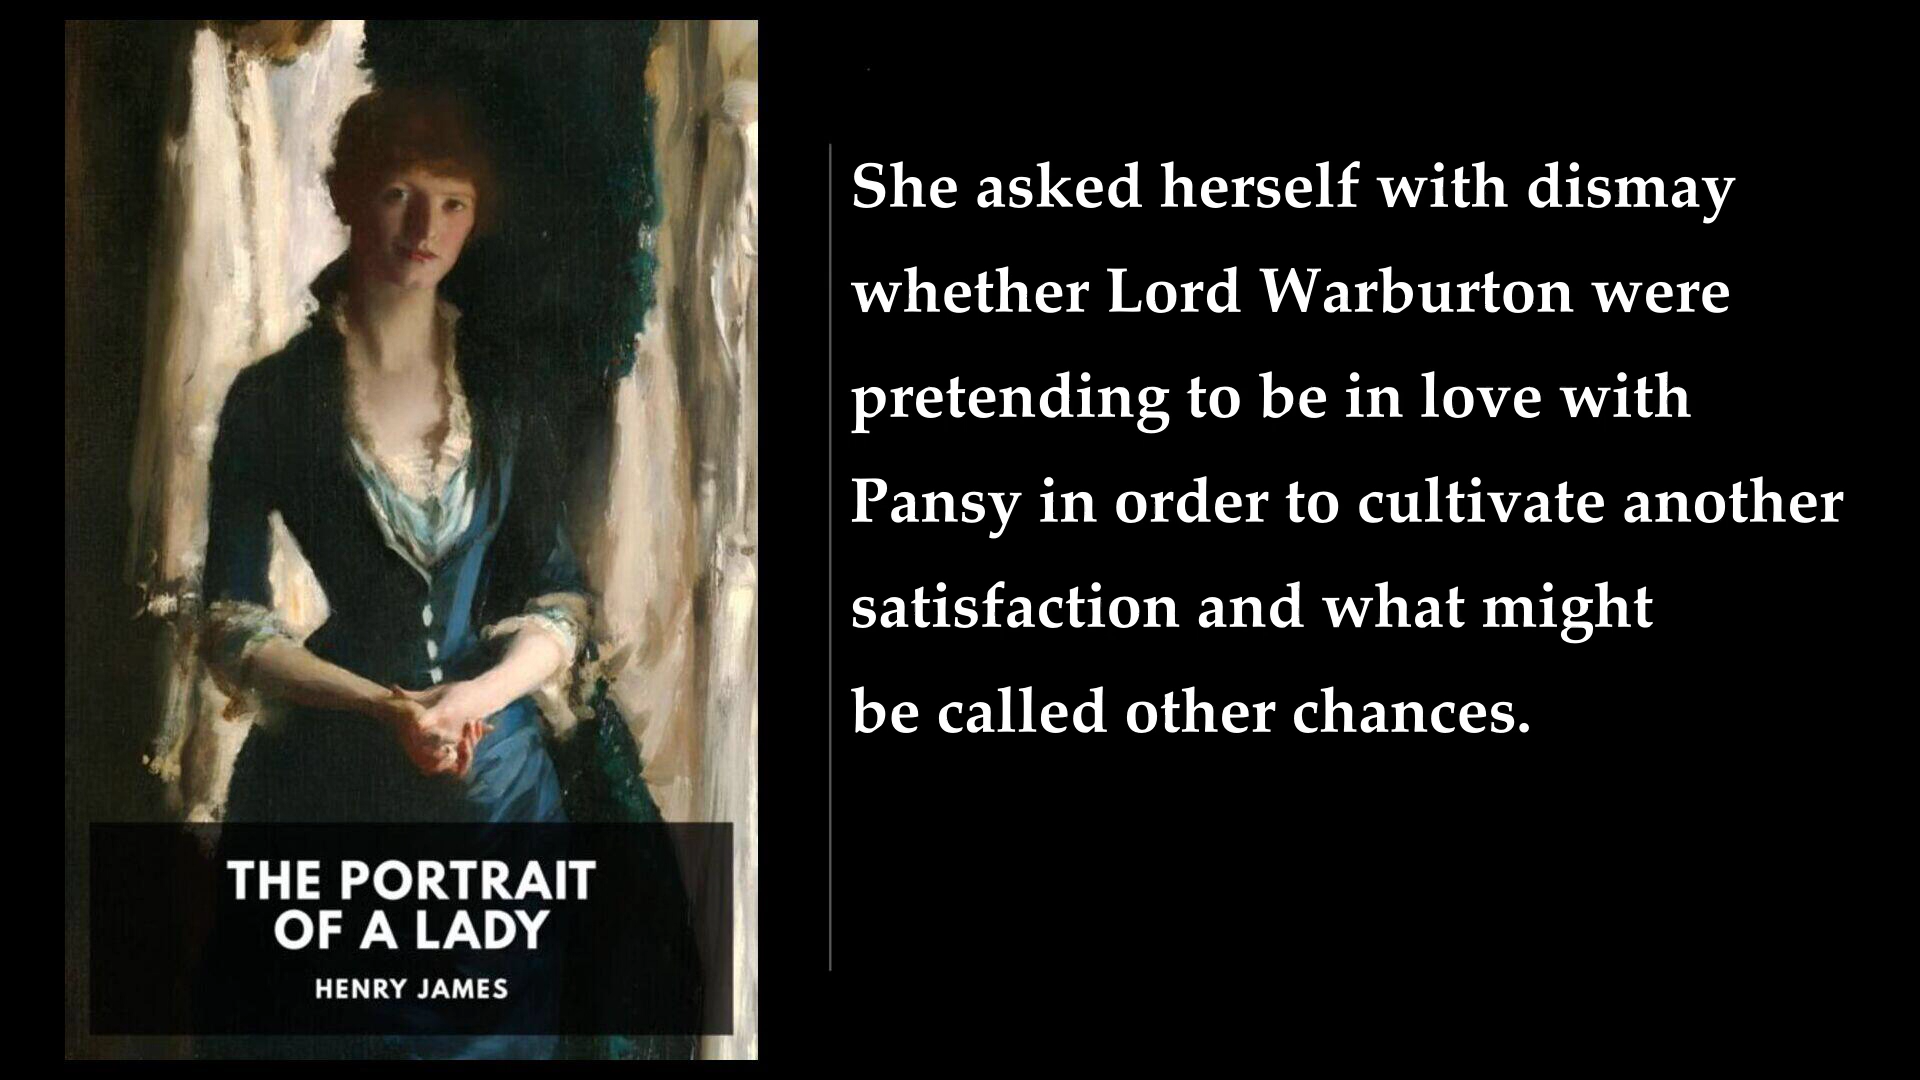 THE PORTRAIT
OF A LADY
HENRY JAMES
She asked herself with dismay
whether Lord Warburton were
pretending to be in love with
Pansy in order to cultivate another
satisfaction and what might
be called other chances.